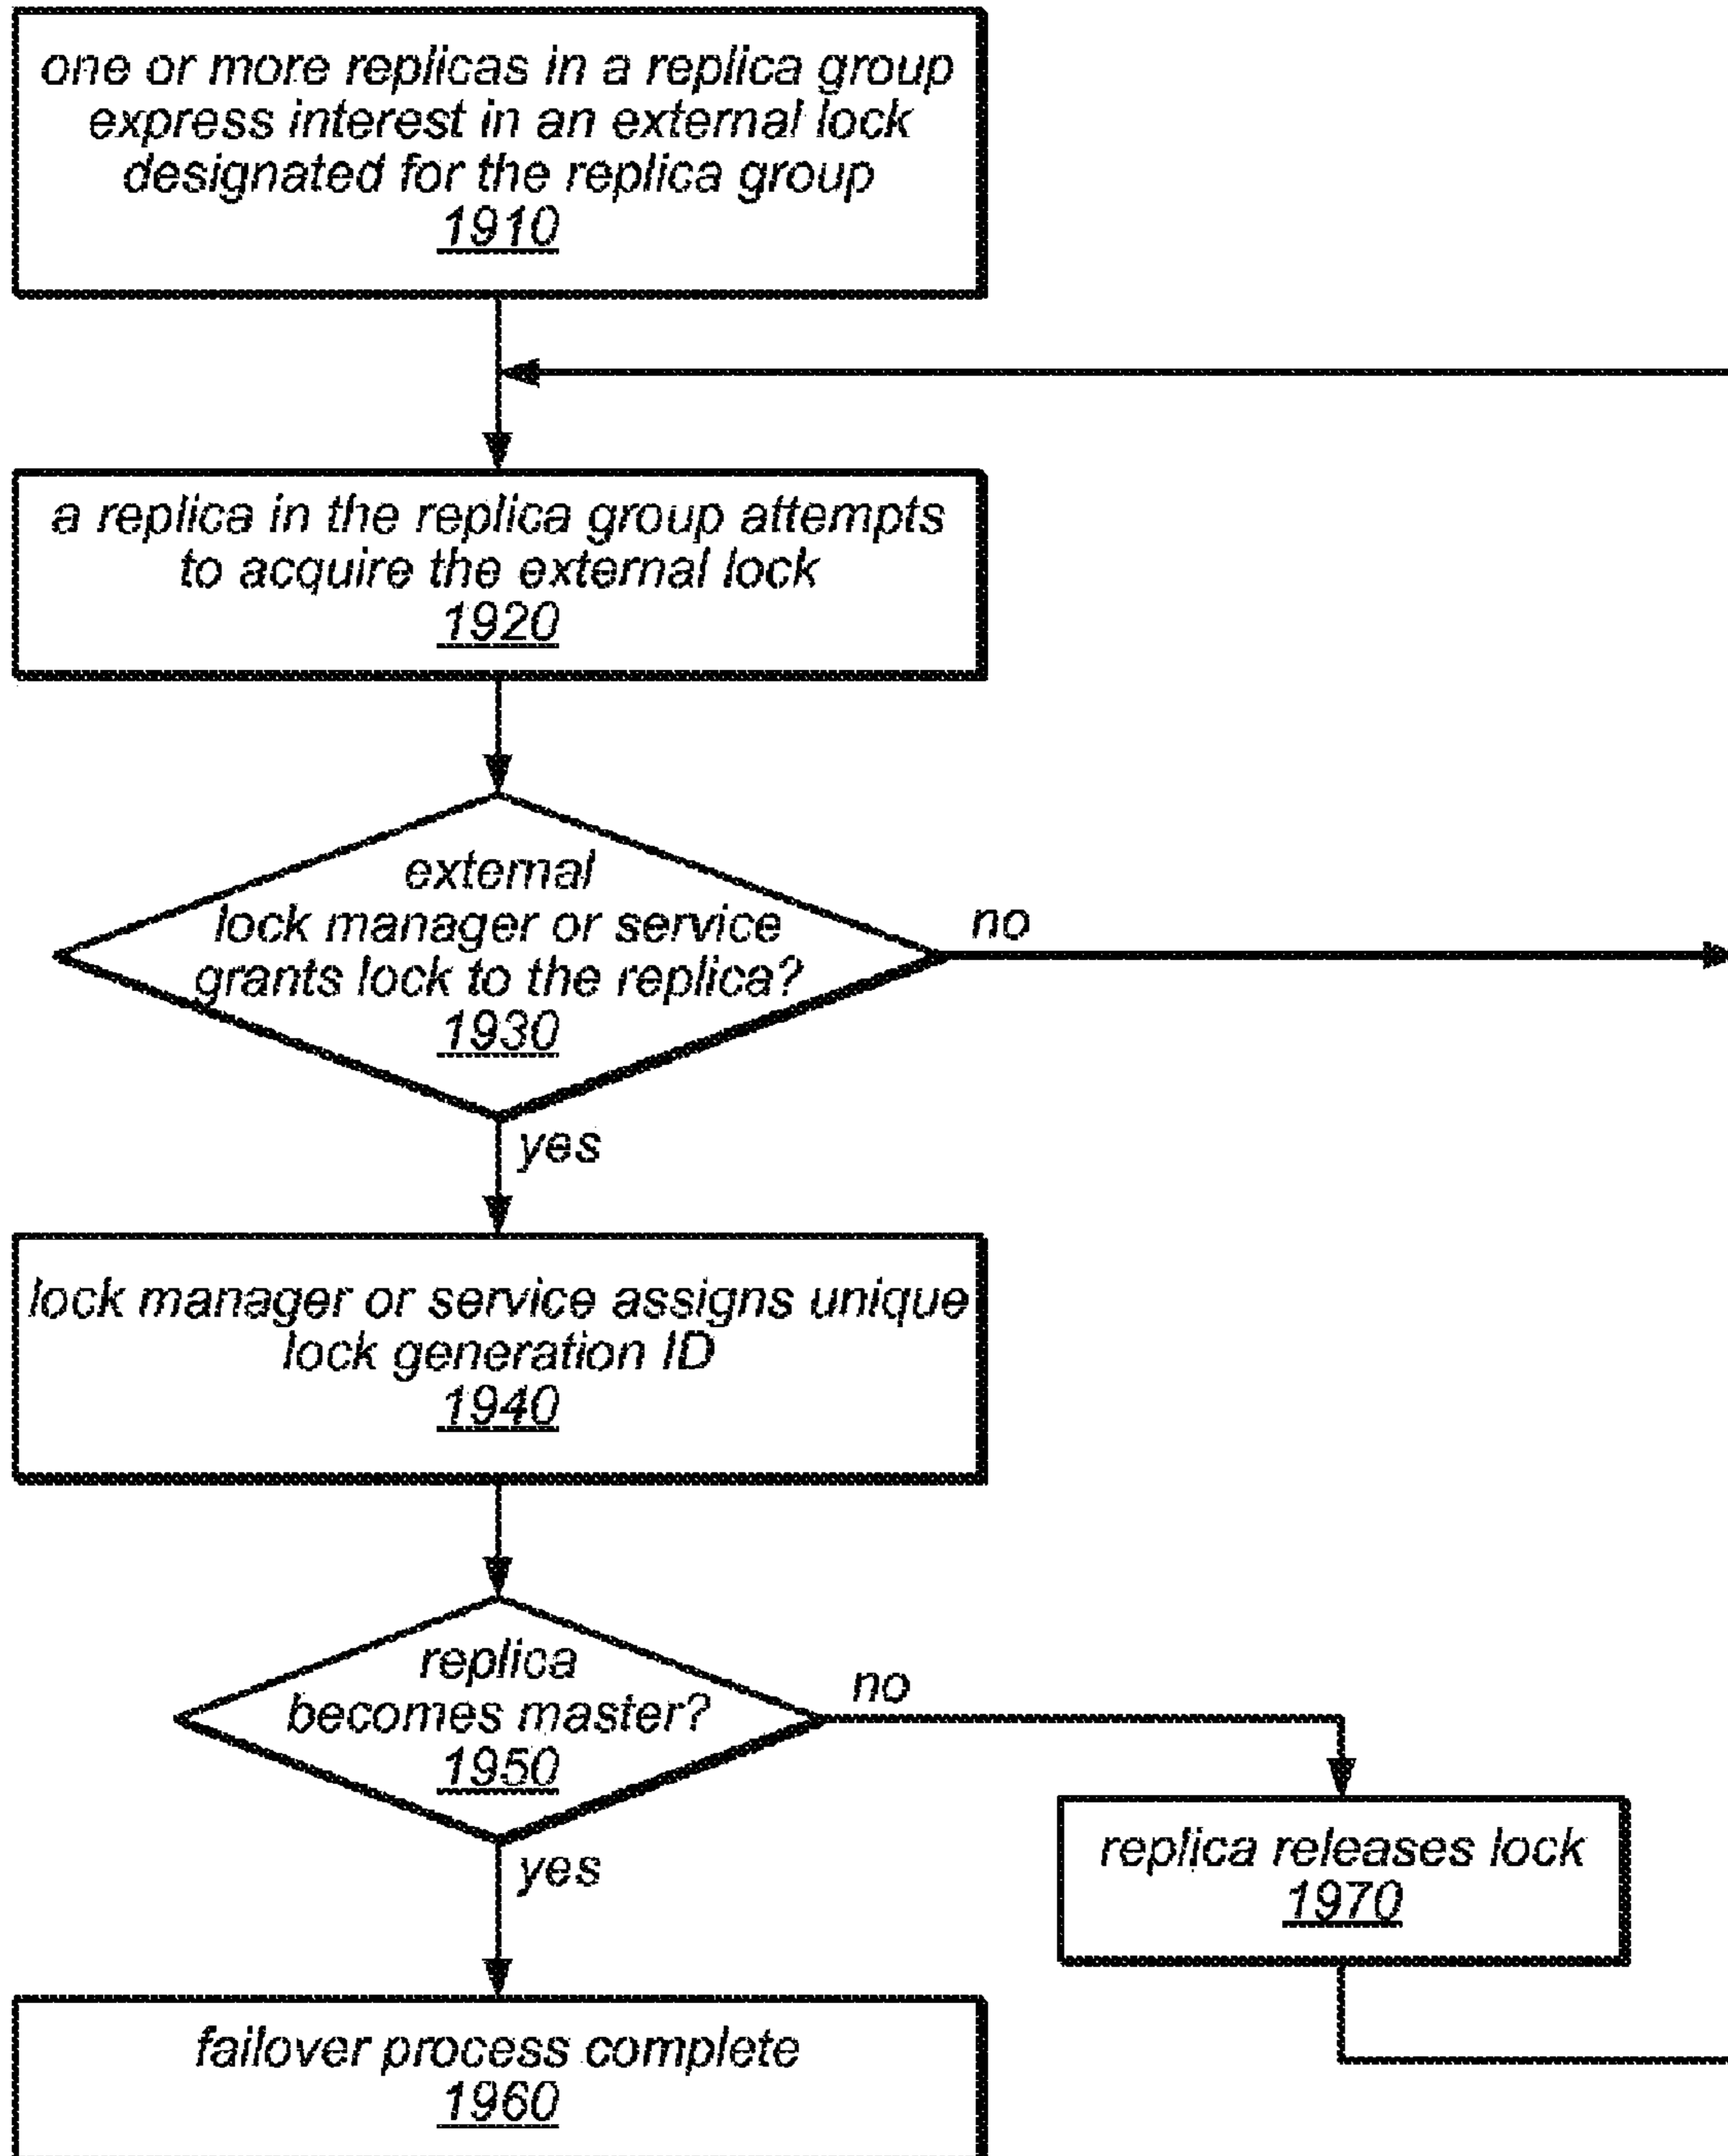 one or more replicas in a replica group
express interest in an external lock
designated for the replica group
1910
a replica in the replica group attempts
to acquire the external lock
1920
external
lock manager or service
grants lock to the replica?
1930
no
yes
lock manager or service assigns unique
lock generation ID
1940
replica
becomes master?
1950
no
yes
replica releases lock
1970
failover process complete
1960